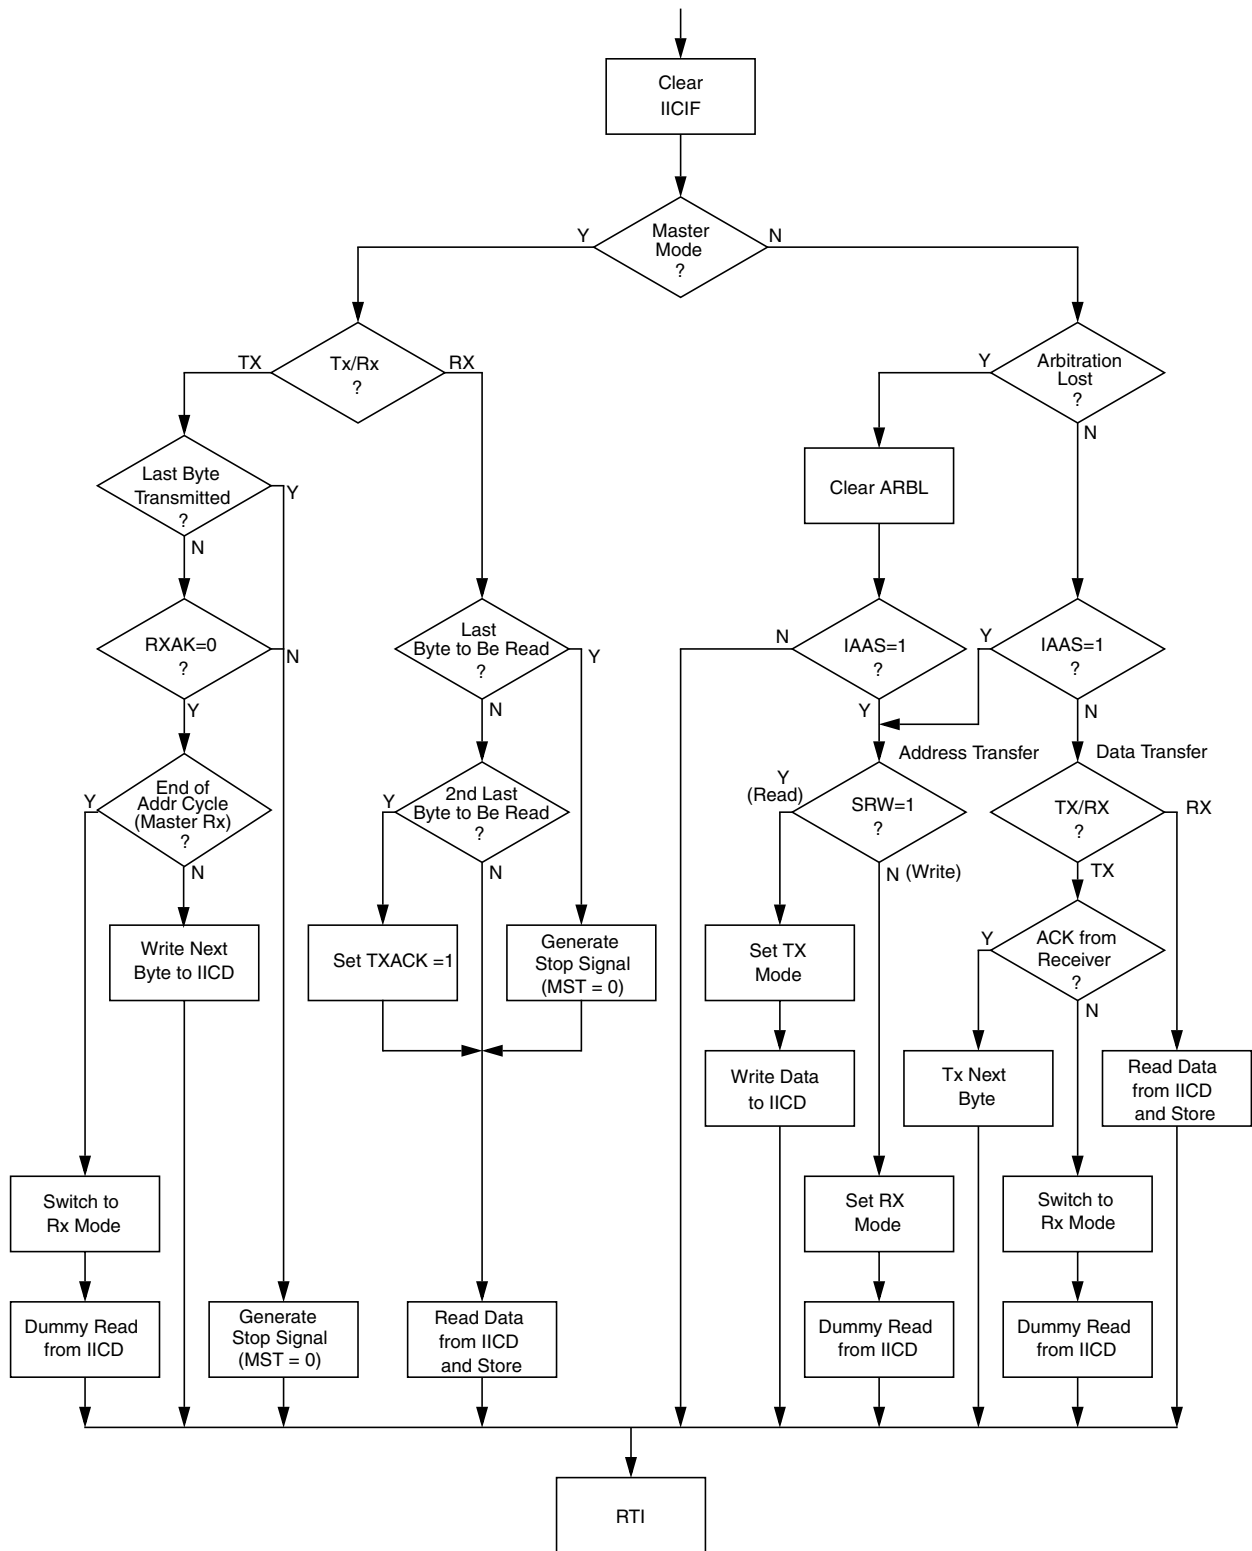 Clear
IICIF
Master
Mode
?
Y
N
Tx/Rx
?
TX
RX
Arbitration
Lost
?
Y
N
Last Byte
Transmitted
?
Y
N
Clear ARBL
RXAK=0
?
N
Y
Last
Byte to Be Read
?
Y
N
IAAS=1
?
N
Y
IAAS=1
?
Y
N
Address Transfer
Data Transfer
End of
Addr Cycle
(Master Rx)
?
Y
N
2nd Last
Byte to Be Read
?
Y
N
SRW=1
?
Y
(Read)
N (Write)
TX/RX
?
RX
TX
Write Next
Byte to IICD
Set TXACK =1
Generate
Stop Signal
(MST = 0)
Set TX
Mode
ACK from
Receiver
?
Y
N
Write Data
to IICD
Tx Next
Byte
Read Data
from IICD
and Store
Switch to
Rx Mode
Set RX
Mode
Switch to
Rx Mode
Dummy Read
from IICD
Generate
Stop Signal
(MST = 0)
Read Data
from IICD
and Store
Dummy Read
from IICD
Dummy Read
from IICD
RTI